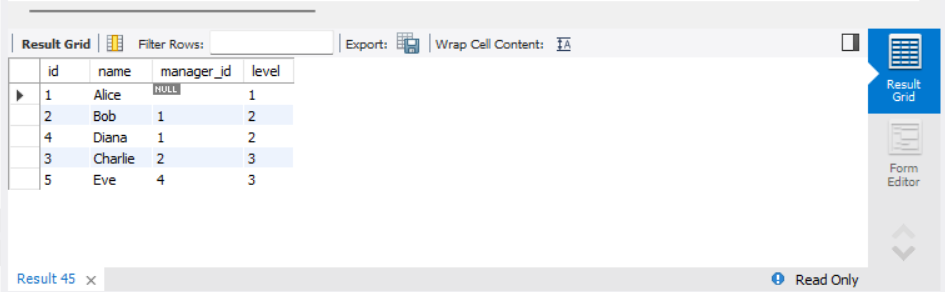 Result Grid Filter Rows: Export: Wrap Cell Content: IA
id name manager_id level
1 Alice NULL 1
2 Bob 1 2
4 Diana 1 2
3 Charlie 2 3
5 Eve 4 3
Result Grid
Form Editor
Result 45 × Read Only